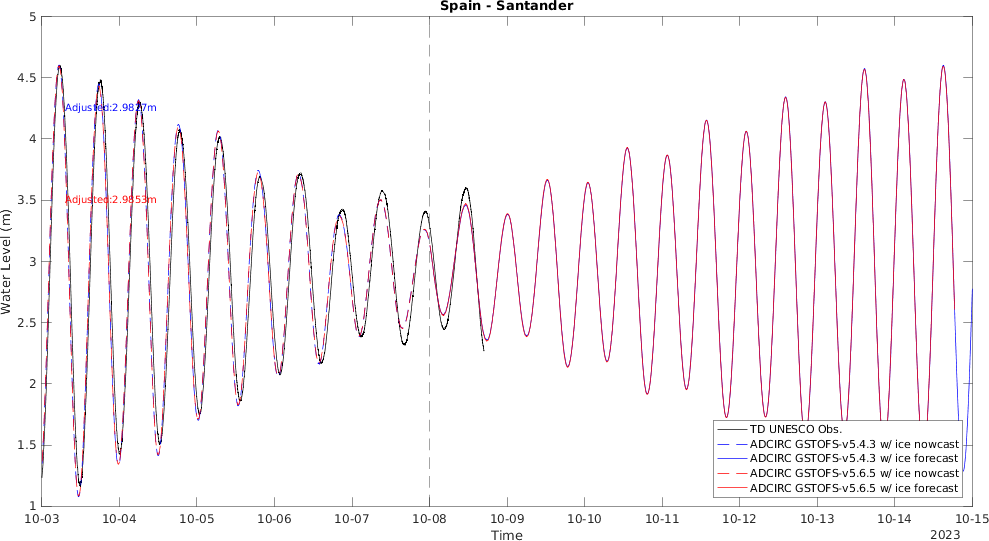 Spain - Santander
5
4.5
4
3.5
3
2.5
2
1.5
1
Water Level (m)
Adjusted:2.9827m
Adjusted:2.9853m
TD UNESCO Obs.
ADCIRC GSTOFS-v5.4.3 w/ ice nowcast
ADCIRC GSTOFS-v5.4.3 w/ ice forecast
ADCIRC GSTOFS-v5.6.5 w/ ice nowcast
ADCIRC GSTOFS-v5.6.5 w/ ice forecast
10-03 10-04 10-05 10-06 10-07 10-08 10-09 10-10 10-11 10-12 10-13 10-14 10-15
Time
2023